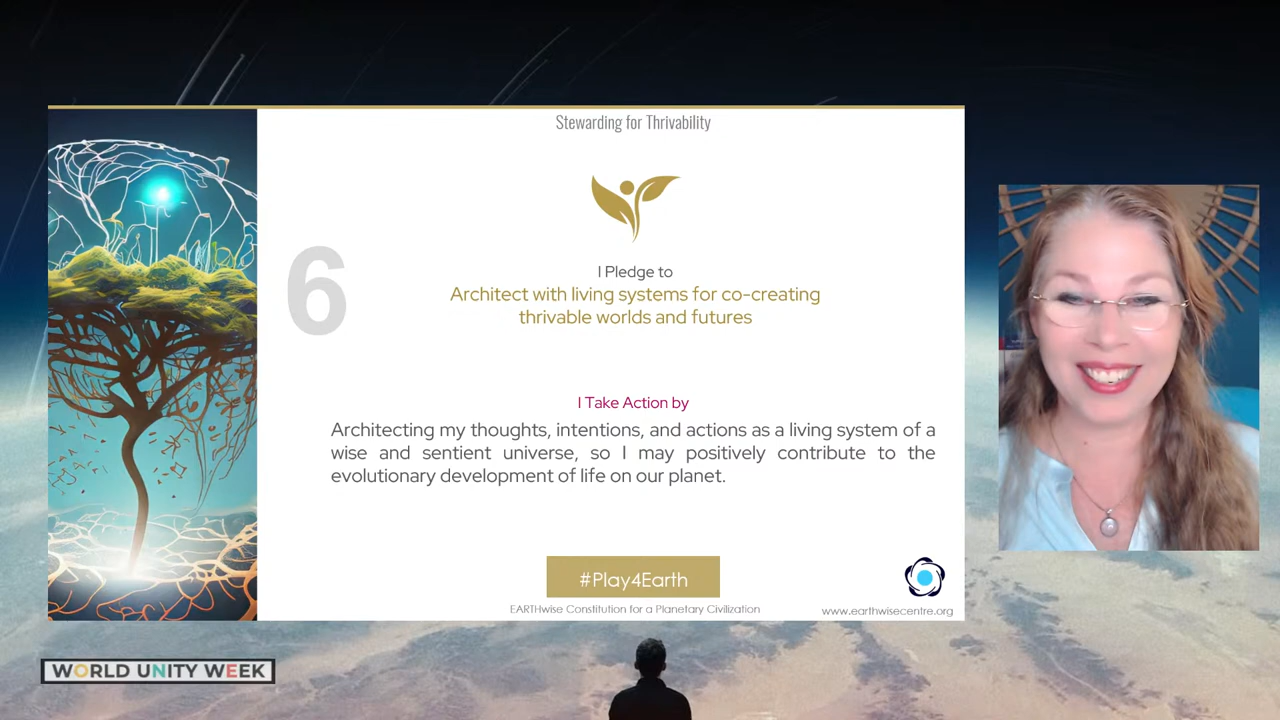 Stewarding for Thrivability
6
I Pledge to
Architect with living systems for co-creating
thrivable worlds and futures
I Take Action by
Architecting my thoughts, intentions, and actions as a living system of a
wise and sentient universe, so I may positively contribute to the
evolutionary development of life on our planet.
#Play4Earth
EARTHwise Constitution for a Planetary Civilization
www.earthwisecentre.org
WORLD UNITY WEEK